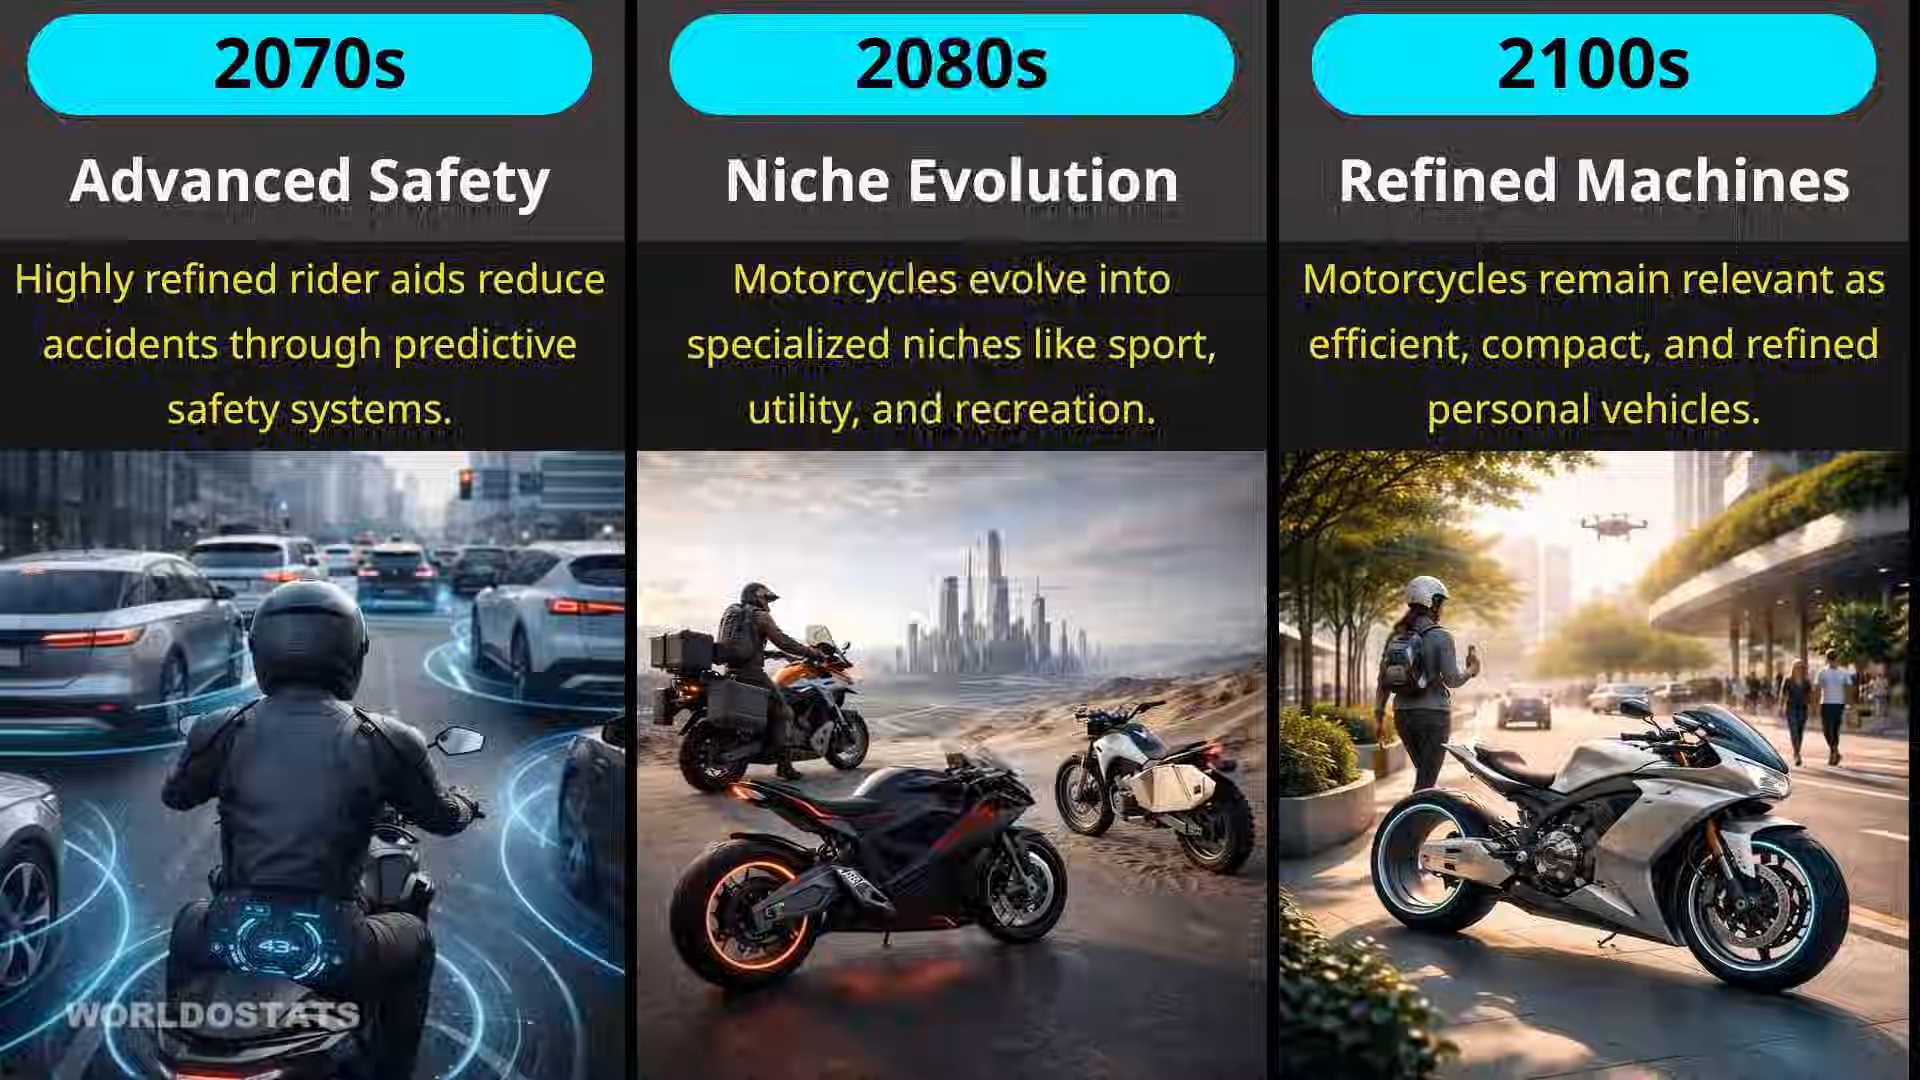 2070s
Advanced Safety
Highly refined rider aids reduce
accidents through predictive
safety systems.
43
WORLDOSTATS
2080s
Niche Evolution
Motorcycles evolve into
specialized niches like sport,
utility, and recreation.
2100s
Refined Machines
Motorcycles remain relevant as
efficient, compact, and refined
personal vehicles.